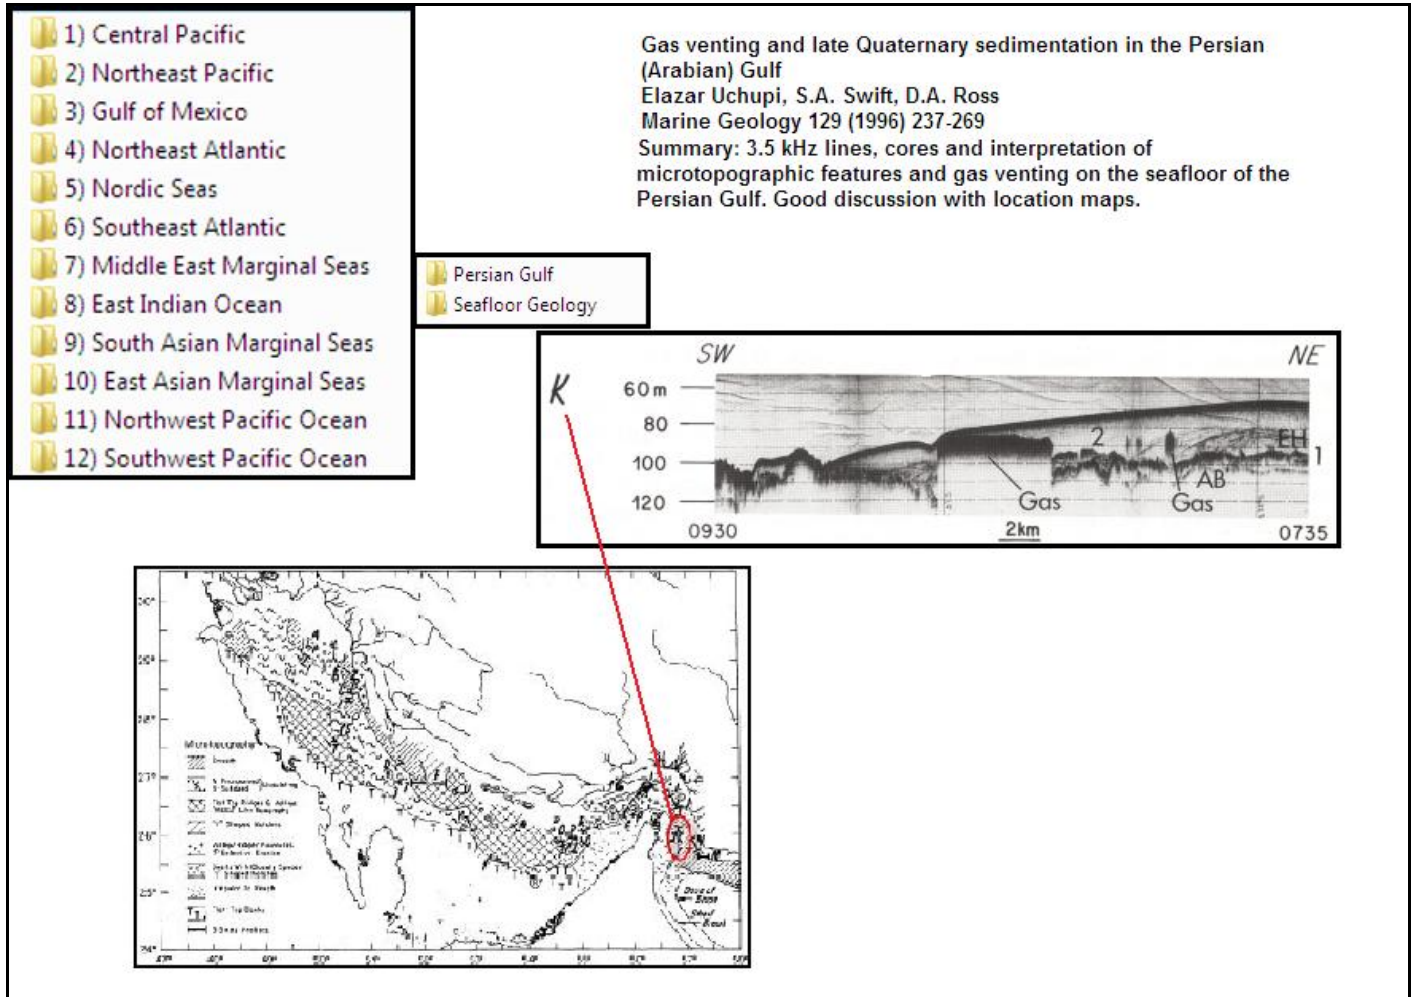 1) Central Pacific
2) Northeast Pacific
3) Gulf of Mexico
4) Northeast Atlantic
5) Nordic Seas
6) Southeast Atlantic
7) Middle East Marginal Seas
8) East Indian Ocean
9) South Asian Marginal Seas
10) East Asian Marginal Seas
11) Northwest Pacific Ocean
12) Southwest Pacific Ocean
Persian Gulf
Seafloor Geology
Gas venting and late Quaternary sedimentation in the Persian
(Arabian) Gulf
Elazar Uchupi, S.A. Swift, D.A. Ross
Marine Geology 129 (1996) 237-269
Summary: 3.5 kHz lines, cores and interpretation of
microtopographic features and gas venting on the seafloor of the
Persian Gulf. Good discussion with location maps.
SW NE
K
60 m
80
100
120
2
EH
1
AB
Gas
Gas
0930
2km
0735
Microtopography
Smooth
26°
25°
24°